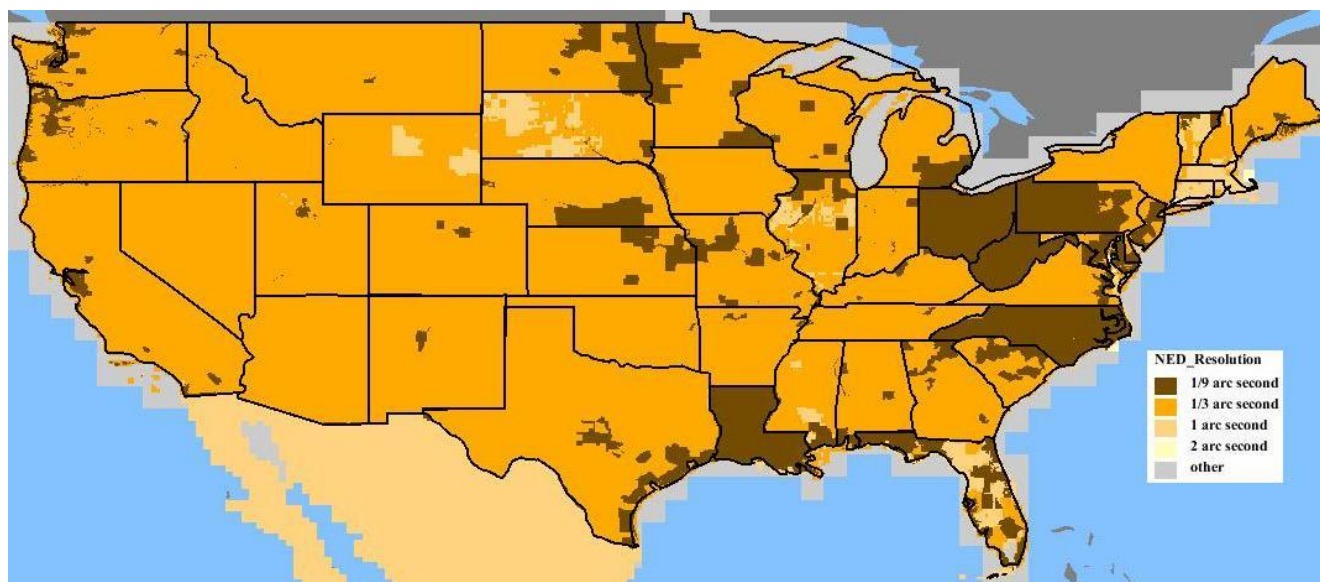 NED_Resolution
1/9 arc second
1/3 arc second
1 arc second
2 arc second
other